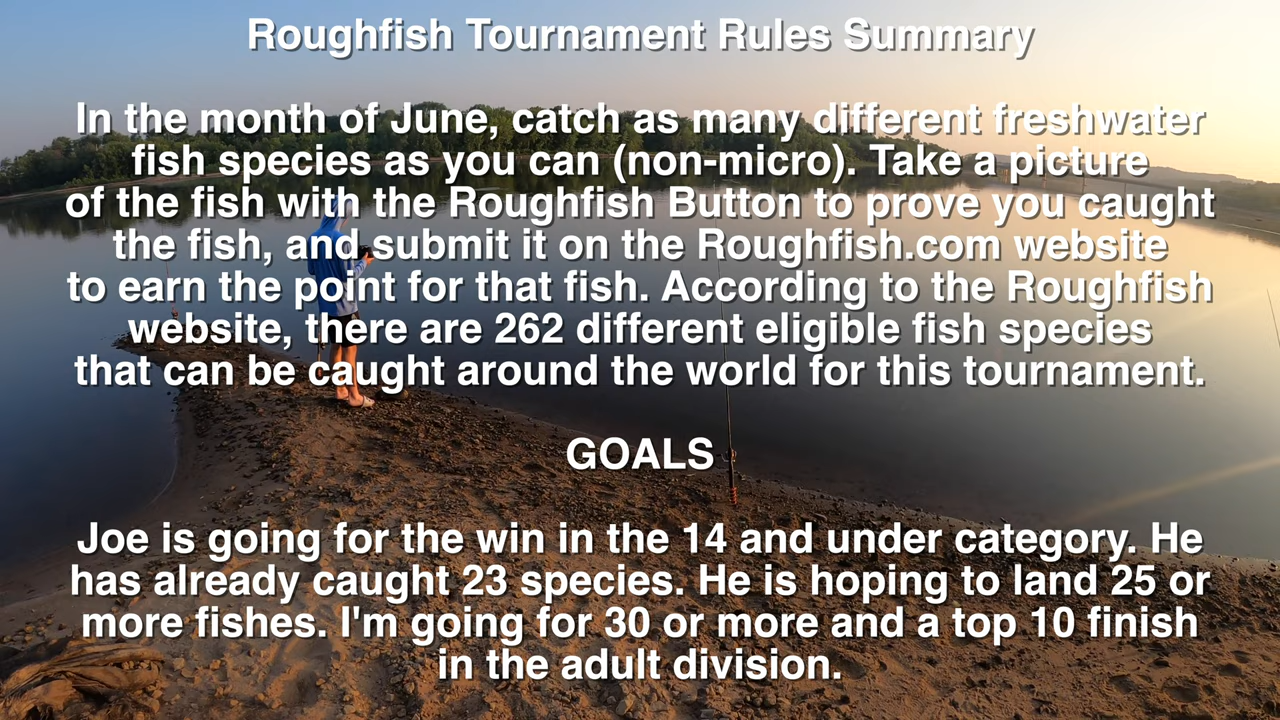 Roughfish Tournament Rules Summary
In the month of June, catch as many different freshwater
fish species as you can (non-micro). Take a picture
of the fish with the Roughfish Button to prove you caught
the fish, and submit it on the Roughfish.com website
to earn the point for that fish. According to the Roughfish
website, there are 262 different eligible fish species
that can be caught around the world for this tournament.
GOALS
Joe is going for the win in the 14 and under category. He
has already caught 23 species. He is hoping to land 25 or
more fishes. I'm going for 30 or more and a top 10 finish
in the adult division.